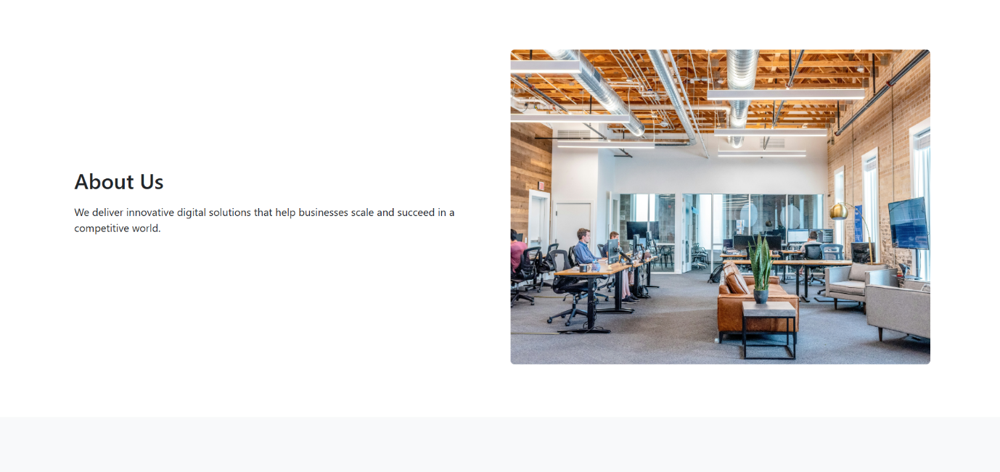 About Us
We deliver innovative digital solutions that help businesses scale and succeed in a
competitive world.